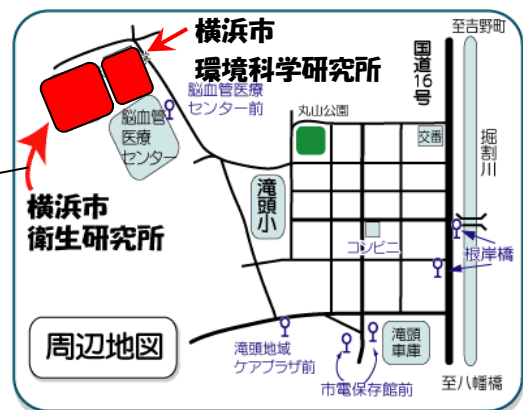 横浜市
環境科学研究所
至吉野町
国道16号
脳血管医療
センター前
丸山公園
脳血管
医療
センター
交番
堀割川
滝頭小
横浜市
衛生研究所
コンビニ
根岸橋
周辺地図
滝頭地域
ケアプラザ前
滝頭
車庫
市電保存館前
至八幡橋